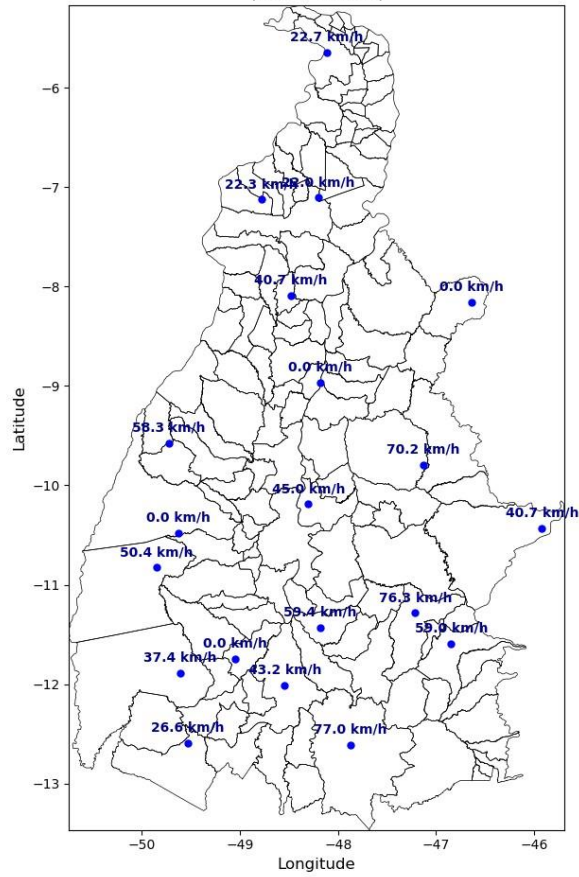 22.7 km/h
−6
22.3 km/h
22.0 km/h
−7
40.7 km/h
0.0 km/h
−8
0.0 km/h
−9
58.3 km/h
70.2 km/h
45.0 km/h
−10
0.0 km/h
40.7 km/h
50.4 km/h
−11
76.3 km/h
59.4 km/h
59.0 km/h
0.0 km/h
37.4 km/h
43.2 km/h
−12
26.6 km/h
77.0 km/h
−13
−50
−49
−48
−47
−46
Longitude
Latitude